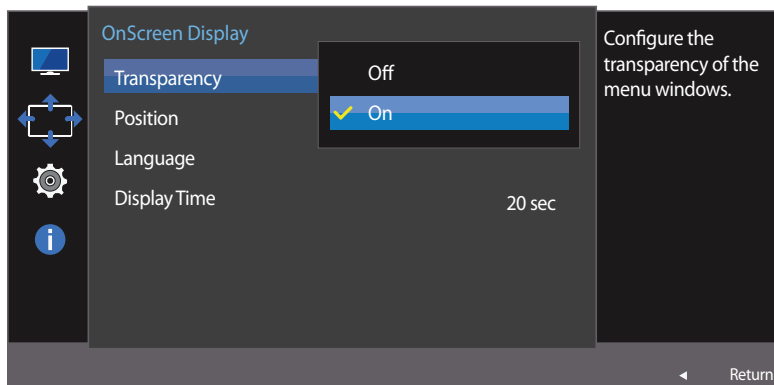 OnScreen Display
Transparency
Off
On
Position
Language
Display Time
20 sec
Configure the
transparency of the
menu windows.
Return